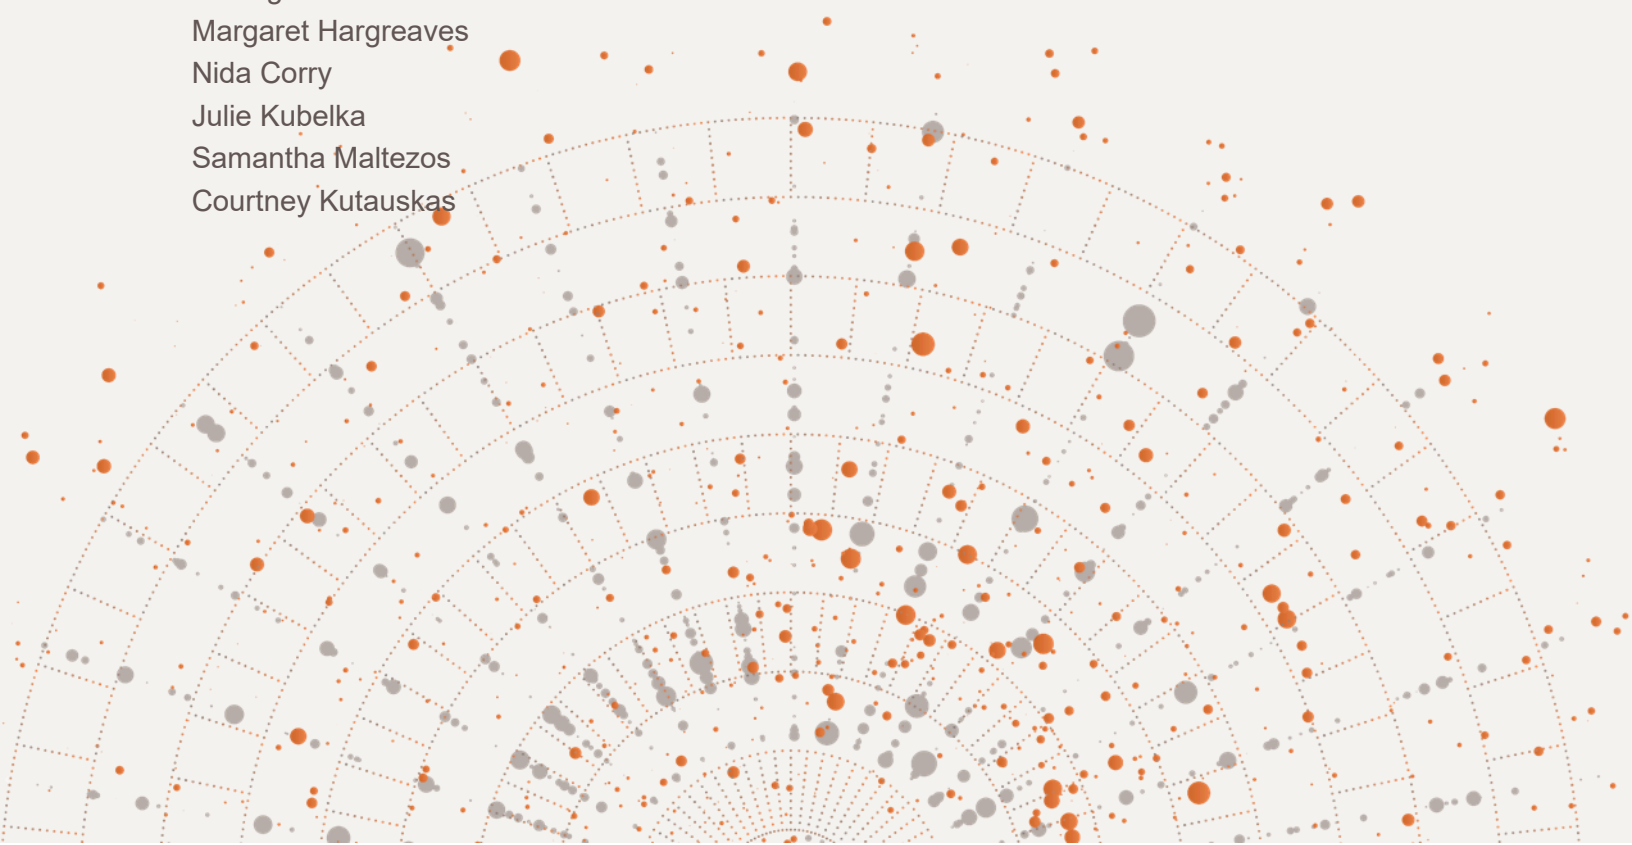 Margaret Hargreaves
Nida Corry
Julie Kubelka
Samantha Maltezos
Courtney Kutauskas